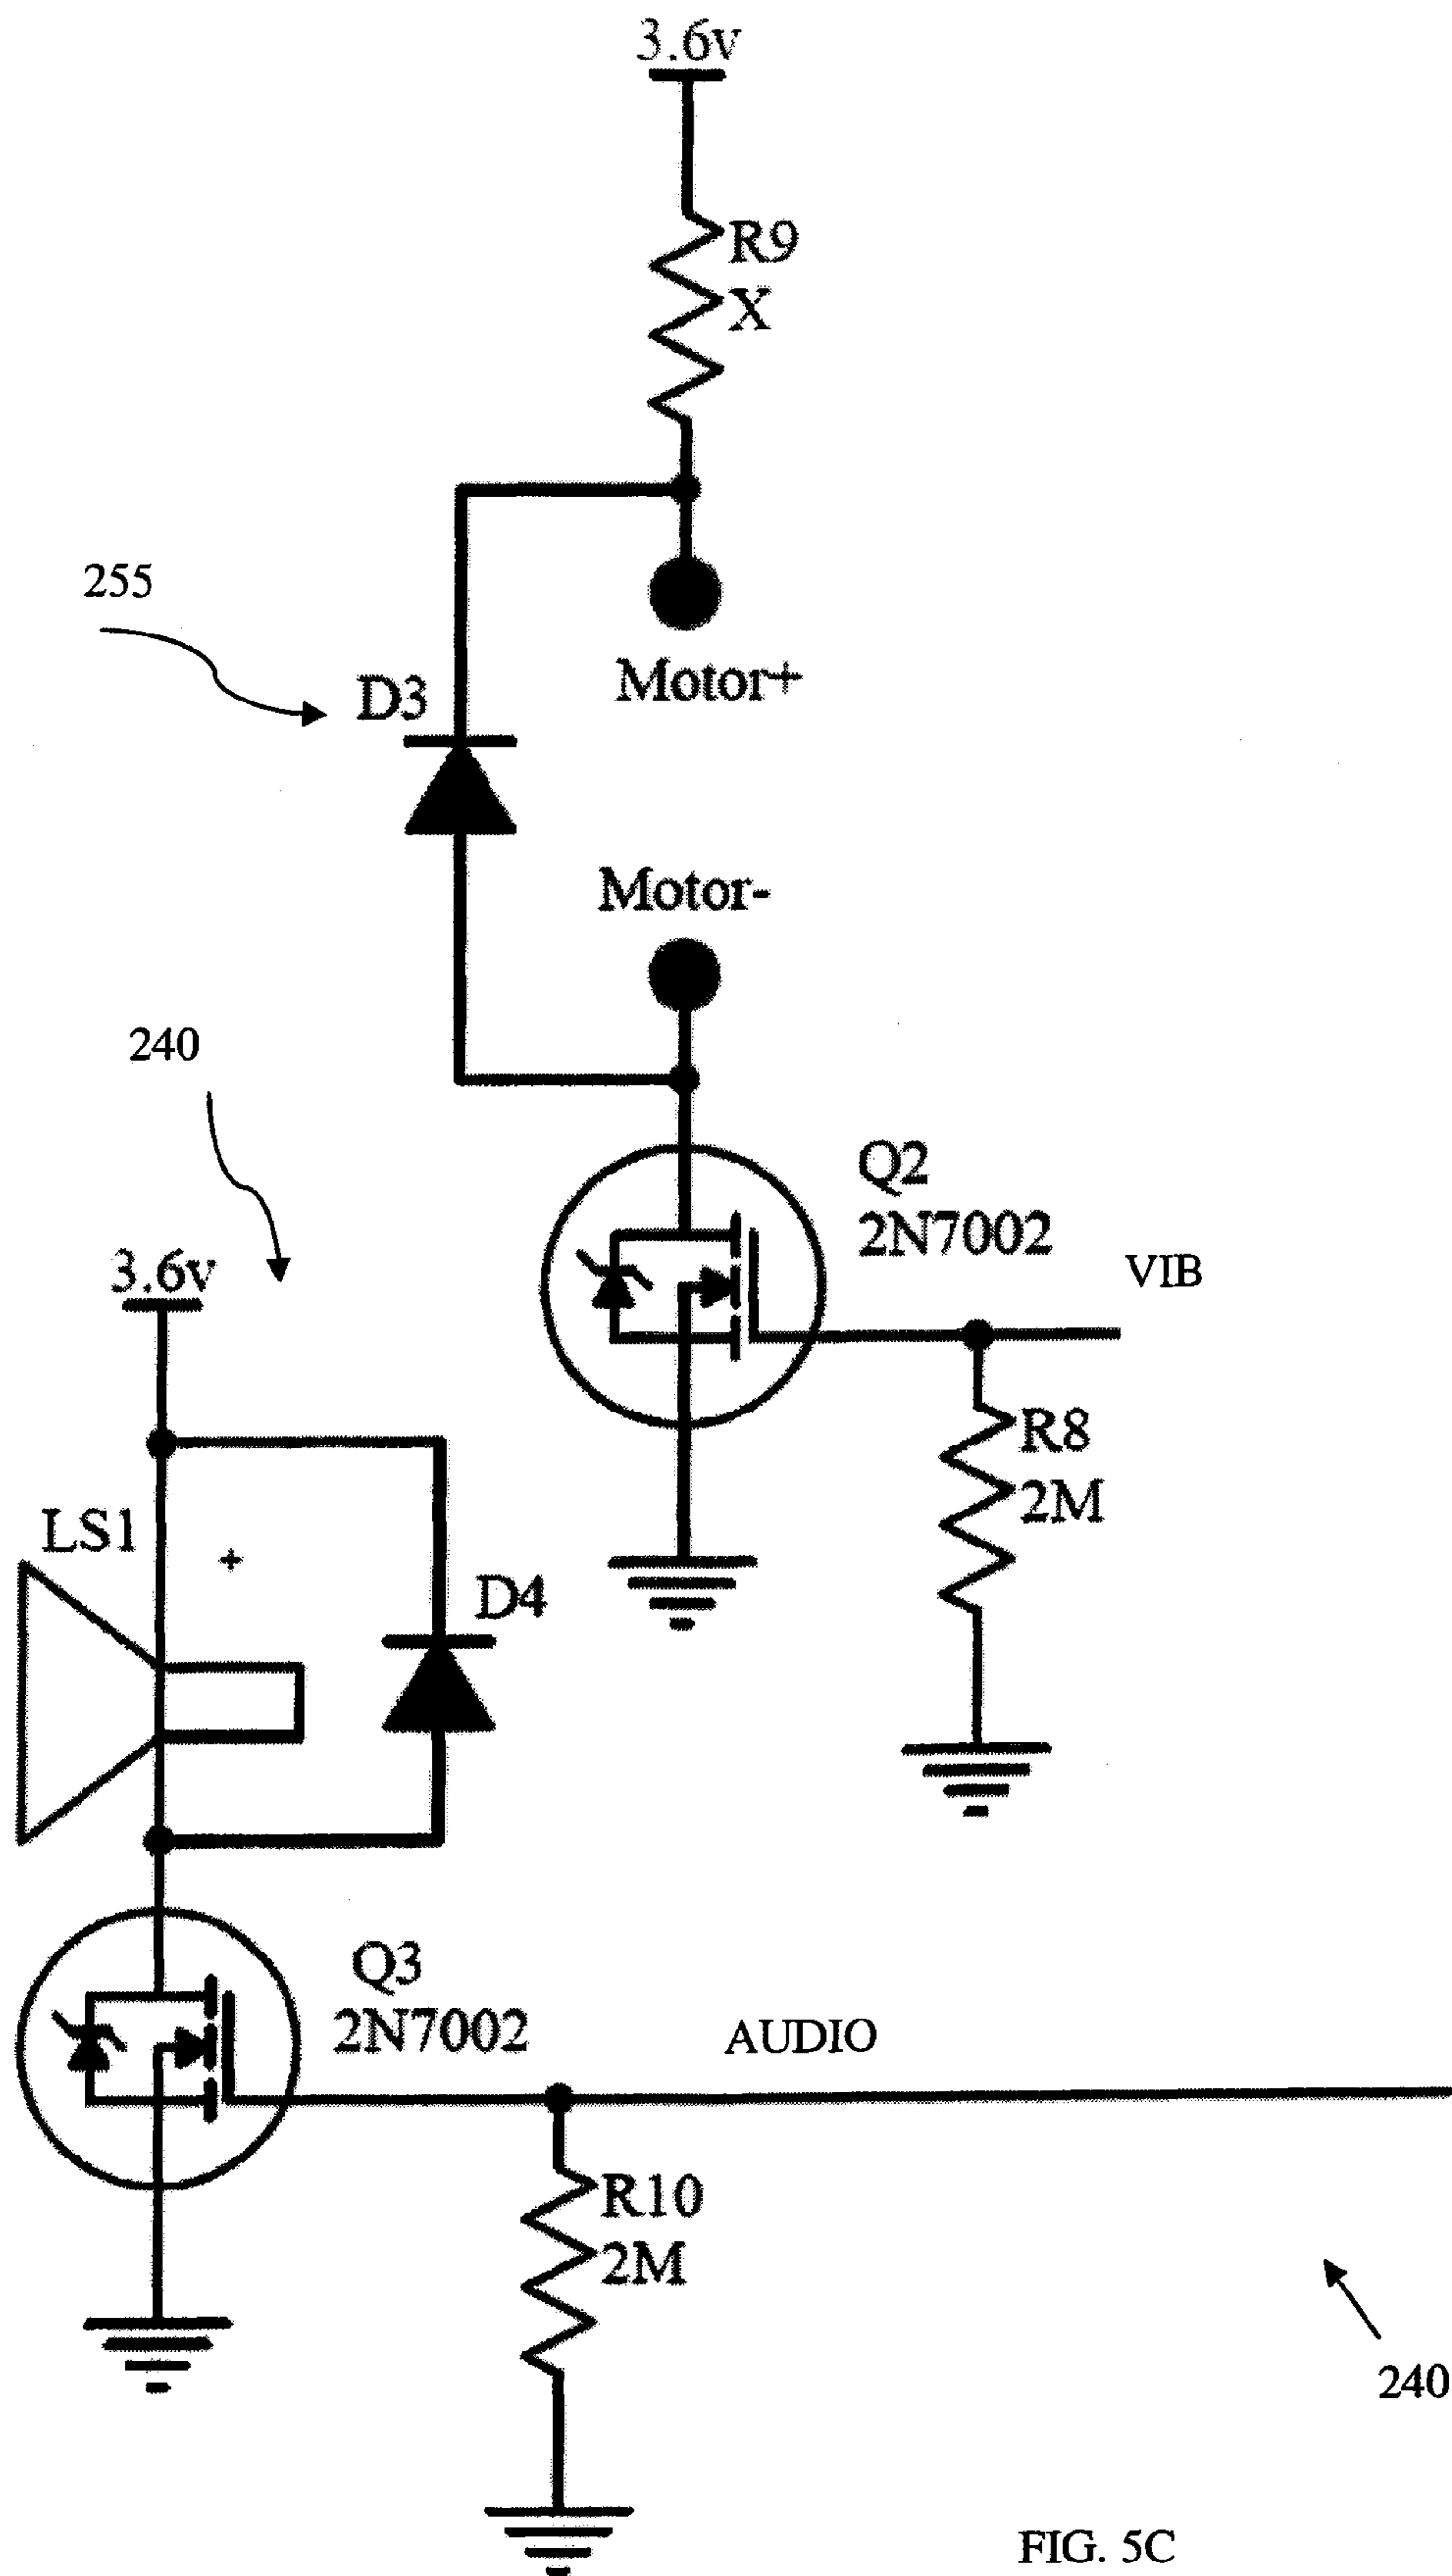 3.6v
R9
X
255
D3
Motor+
Motor-
240
Q2
2N7002
VIB
3.6v
R8
2M
LS1
+
D4
Q3
2N7002
AUDIO
R10
2M
240
FIG. 5C